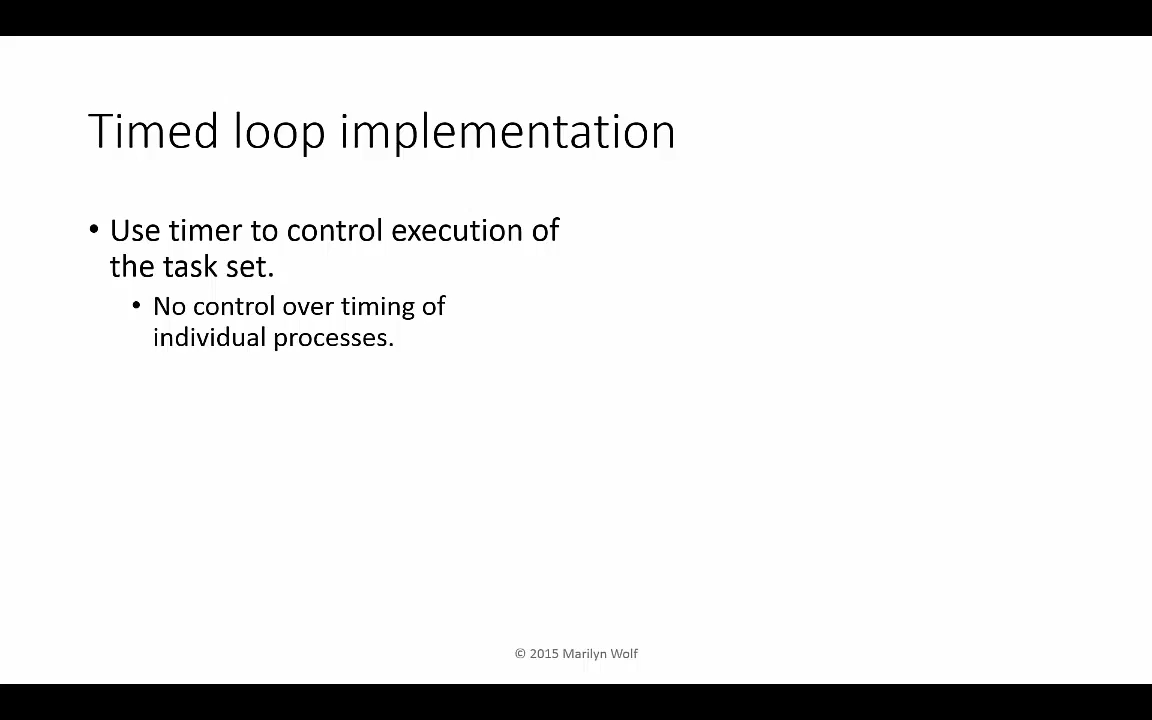 Timed loop implementation
• Use timer to control execution of
the task set.
• No control over timing of
individual processes.
© 2015 Marilyn Wolf